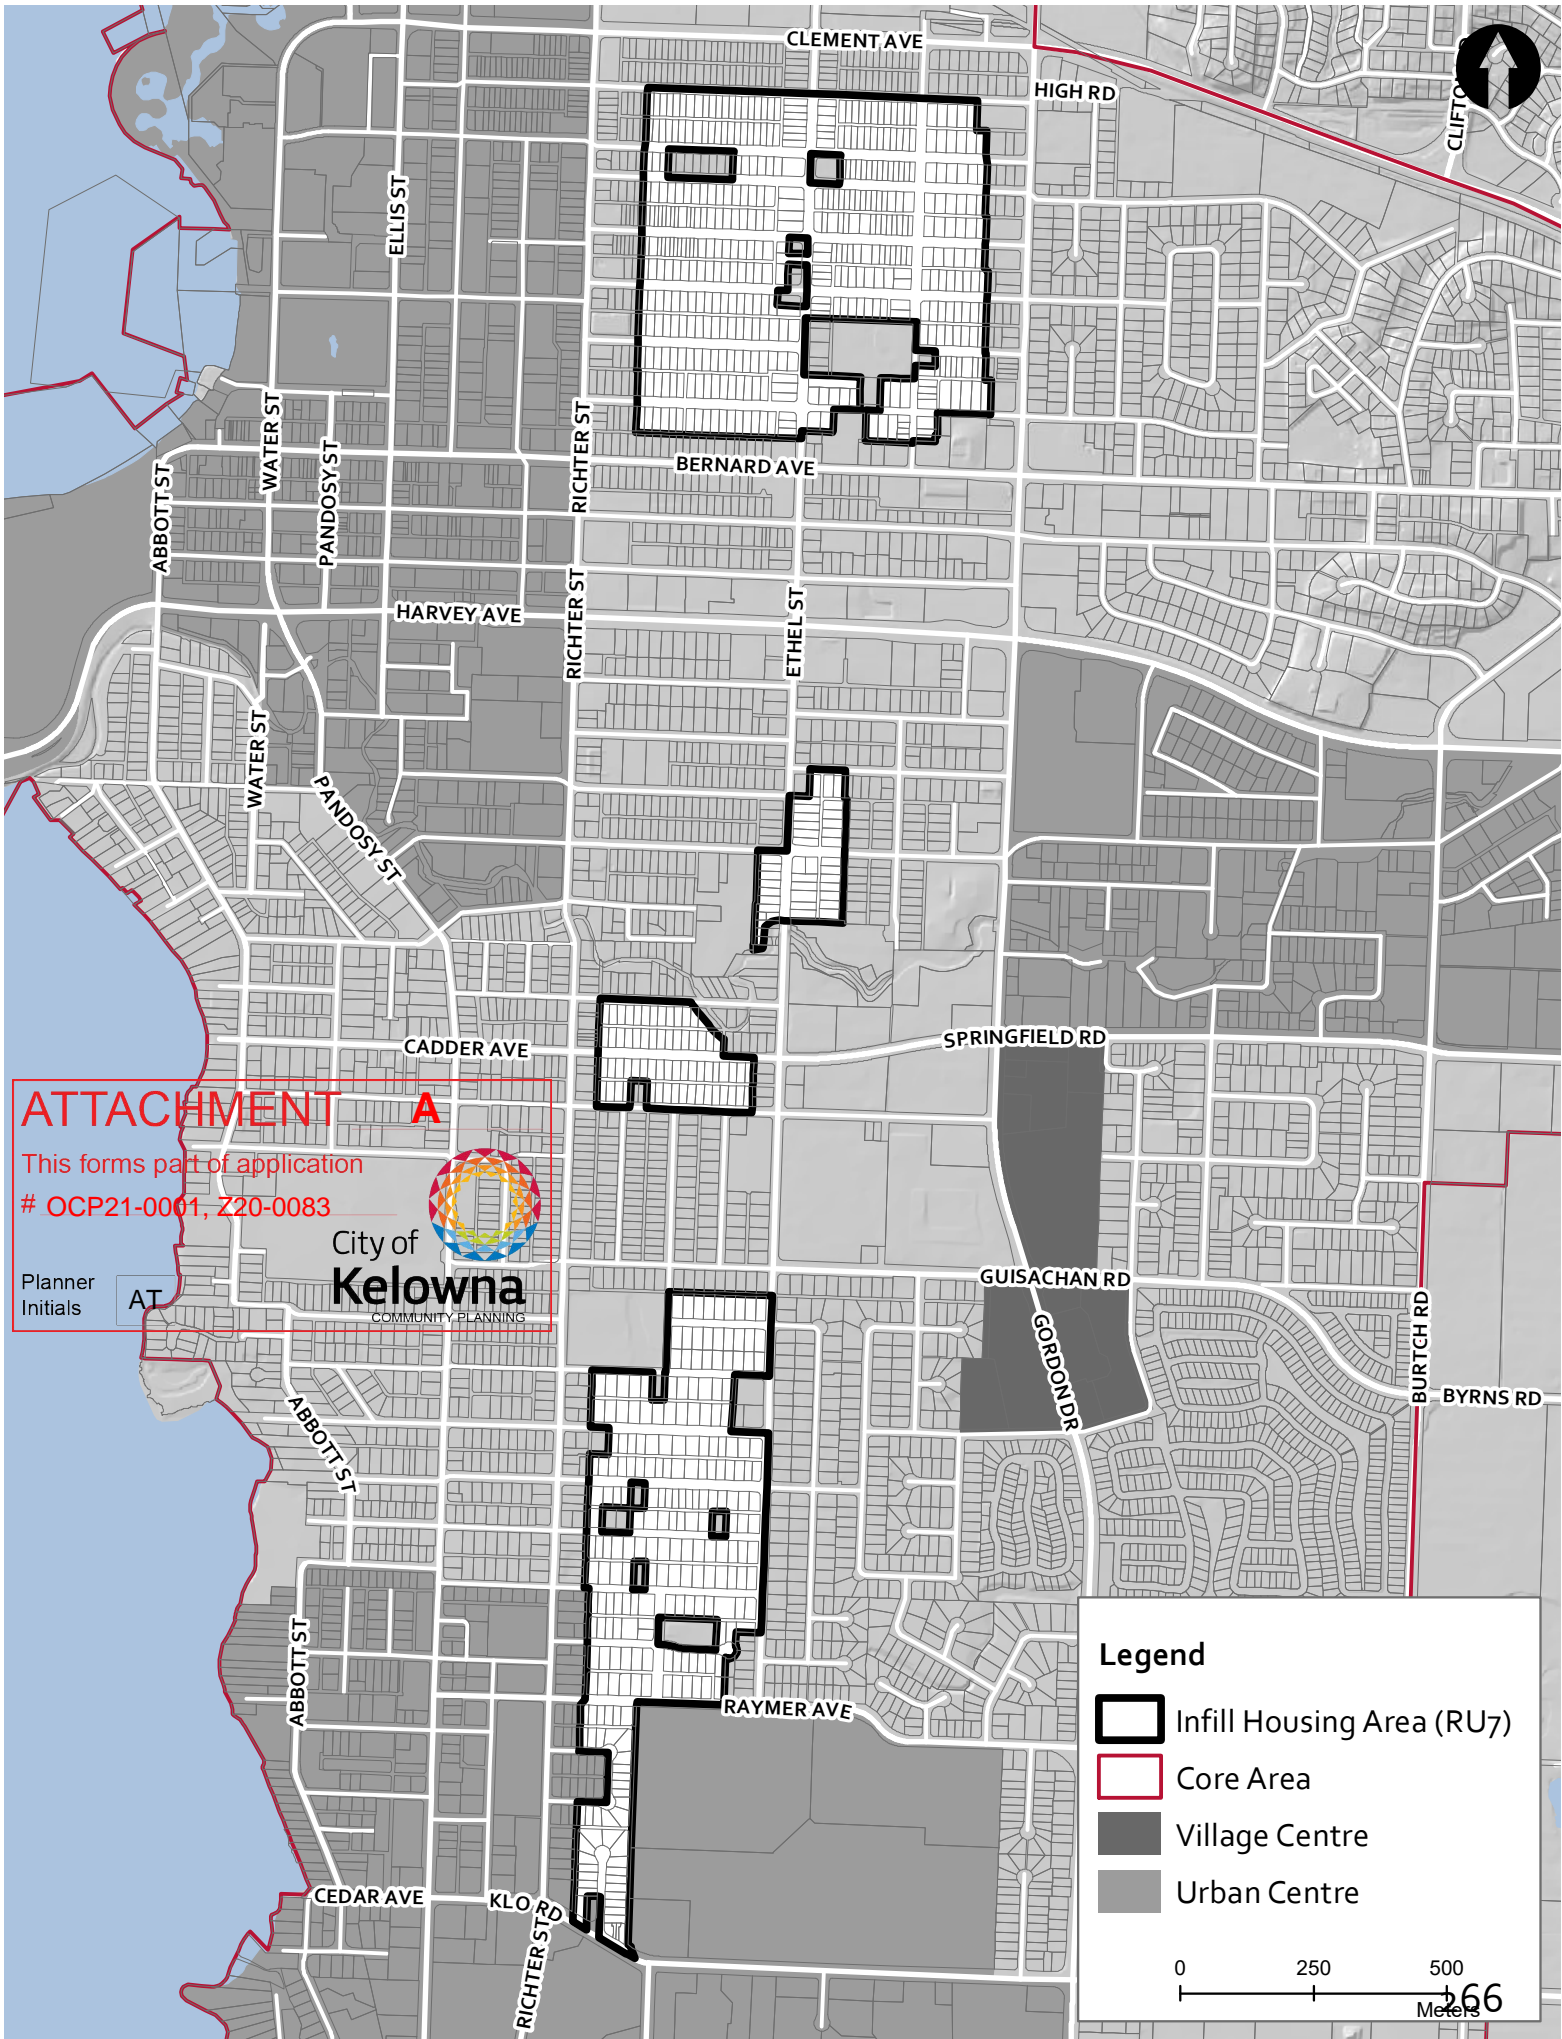 CLEMENT AVE
HIGH RD
ELLIS ST
WATER ST
PANDOSY ST
RICHTER ST
ABBOTT ST
BERNARD AVE
HARVEY AVE
RICHTER ST
ETHEL ST
WATER ST
PANDOSY ST
CADDER AVE
SPRINGFIELD RD
ATTACHMENT A
This forms part of application
# OCP21-0001, Z20-0083
City of
Kelowna
COMMUNITY PLANNING
Planner
Initials
AT
GUISACHAN RD
GORDON DR
BURTCH RD
BYRNS RD
ABBOTT ST
ABBOTT ST
RAYMER AVE
CEDAR AVE
KLO RD
RICHTER ST
Legend
Infill Housing Area (RU7)
Core Area
Village Centre
Urban Centre
0 250 500
Meters
266